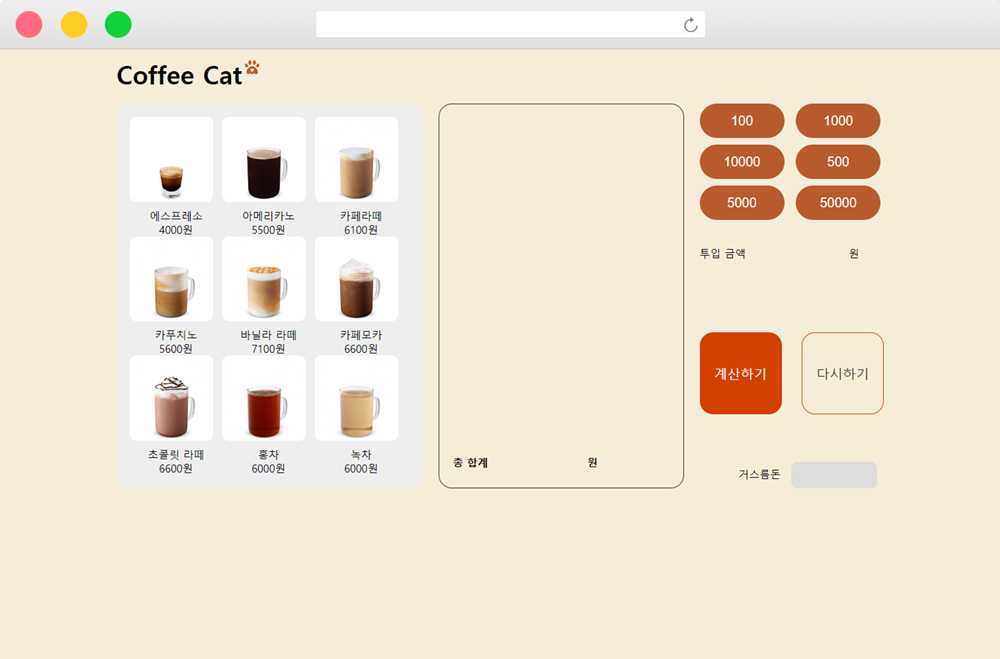 Coffee Cat
에스프레소
4000원
아메리카노
5500원
카페라떼
6100원
카푸치노
5600원
바닐라 라떼
7100원
카페모카
6600원
초콜릿 라떼
6600원
홍차
6000원
녹차
6000원
총 합계 원
100 1000
10000 500
5000 50000
투입 금액 원
계산하기 다시하기
거스름돈